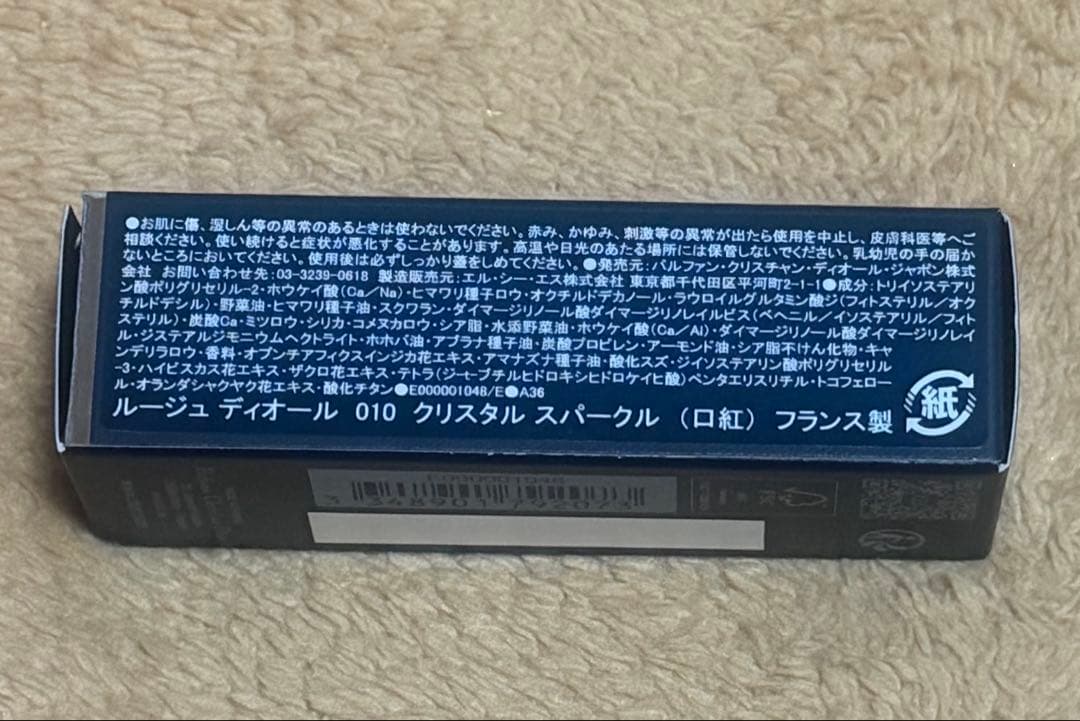 ●お肌に傷、湿しん等の異常のあるときは使わないでください。赤み、かゆみ、刺激等の異常が出たら使用を中止し、皮膚科医等へご
相談ください。使い続けると症状が悪化することがあります。高温や日光のあたる場所には保管しないでください。乳幼児の手の届か
ないところにおいてください。使用後は必ずしっかり蓋をしめてください。●発売元：パルファン・クリスチャン・ディオール・ジャポン株式
会社 お問い合わせ先：03-3239-0618 製造販売元：エル・シー・エス株式会社 東京都千代田区平河町2-1-1●成分：トリイソステアリ
ン酸ポリグリセリル-2・ホウケイ酸（Ca／Na）・ヒマワリ種子ロウ・オクチルドデカノール・ラウロイルグルタミン酸ジ（フィトステリル／オク
チルドデシル）・野菜油・ヒマワリ種子油・スクワラン・ダイマージリノール酸ダイマージリノレイルビス（ベヘニル／イソステアリル／フィト
ステリル）・炭酸Ca・ミツロウ・シリカ・コメヌカロウ・シア脂・水添野菜油・ホウケイ酸（Ca／Al）・ダイマージリノール酸ダイマージリノレイ
ル・ジステアルジモニウムヘクトライト・ホホバ油・アブラナ種子油・炭酸プロピレン・アーモンド油・シア脂不けん化物・キャ
ンデリラロウ・香料・オプンチアフィクスインジカ花エキス・アマナズナ種子油・酸化スズ・ジイソステアリン酸ポリグリセリル
-3・ハイビスカス花エキス・ザクロ花エキス・テトラ（ジ-t-ブチルヒドロキシヒドロケイヒ酸）ペンタエリスリチル・トコフェロー
ル・オランダシャクヤク花エキス・酸化チタン●E00000104B/E●A36
ルージュ ディオール 010 クリスタル スパークル （口紅） フランス製
紙